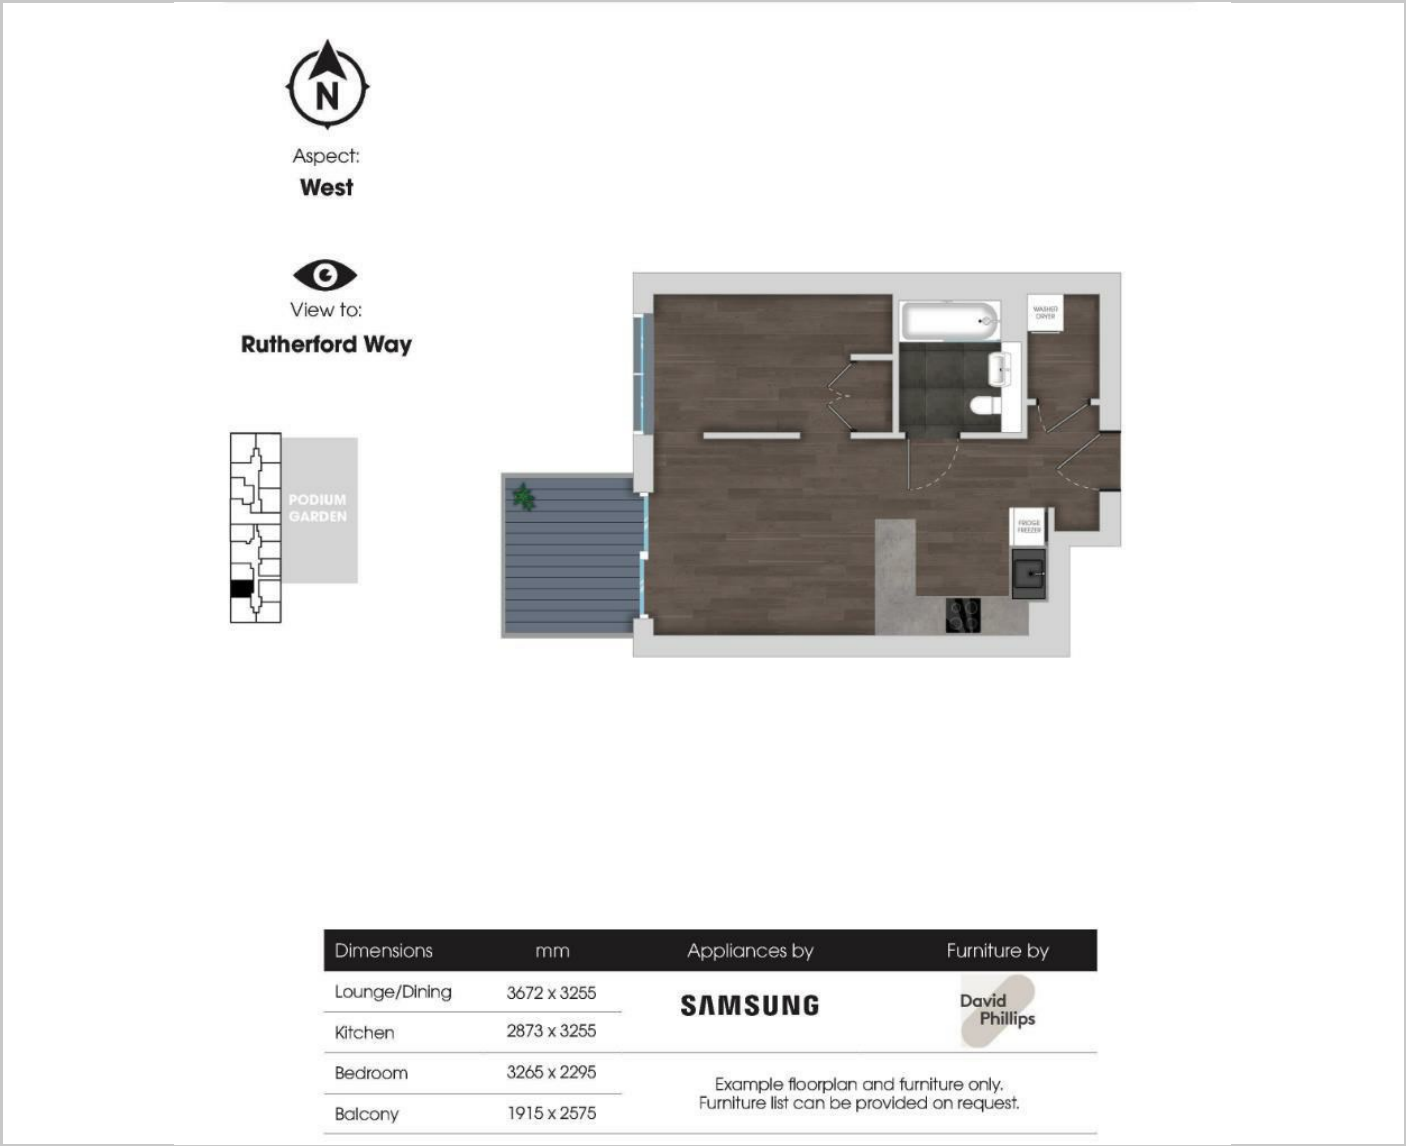 N
Aspect:
West
View to:
Rutherford Way
PODIUM
GARDEN
WASHER
DRYER
FRIDGE
FREEZER
Dimensions mm Appliances by Furniture by
Lounge/Dining 3672 x 3255
Kitchen 2873 x 3255
Bedroom 3265 x 2295
Balcony 1915 x 2575
SAMSUNG
David
Phillips
Example floorplan and furniture only.
Furniture list can be provided on request.